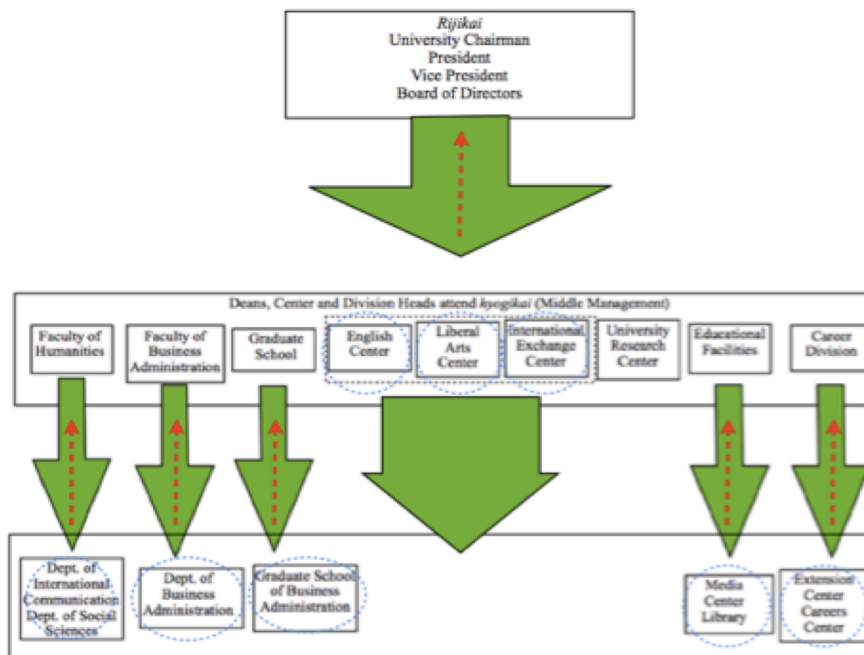 Rijikai
University Chairman
President
Vice President
Board of Directors
Deans, Center and Division Heads attend hyogikai (Middle Management)
Faculty of
Humanities
Faculty of
Business
Administration
Graduate
School
English
Center
Liberal
Arts
Center
International
Exchange
Center
University
Research
Center
Educational
Facilities
Career
Division
Dept. of
International
Communication
Dept. of Social
Sciences
Dept. of
Business
Administration
Graduate School
of Business
Administration
Media
Center
Library
Extension
Center
Careers
Center